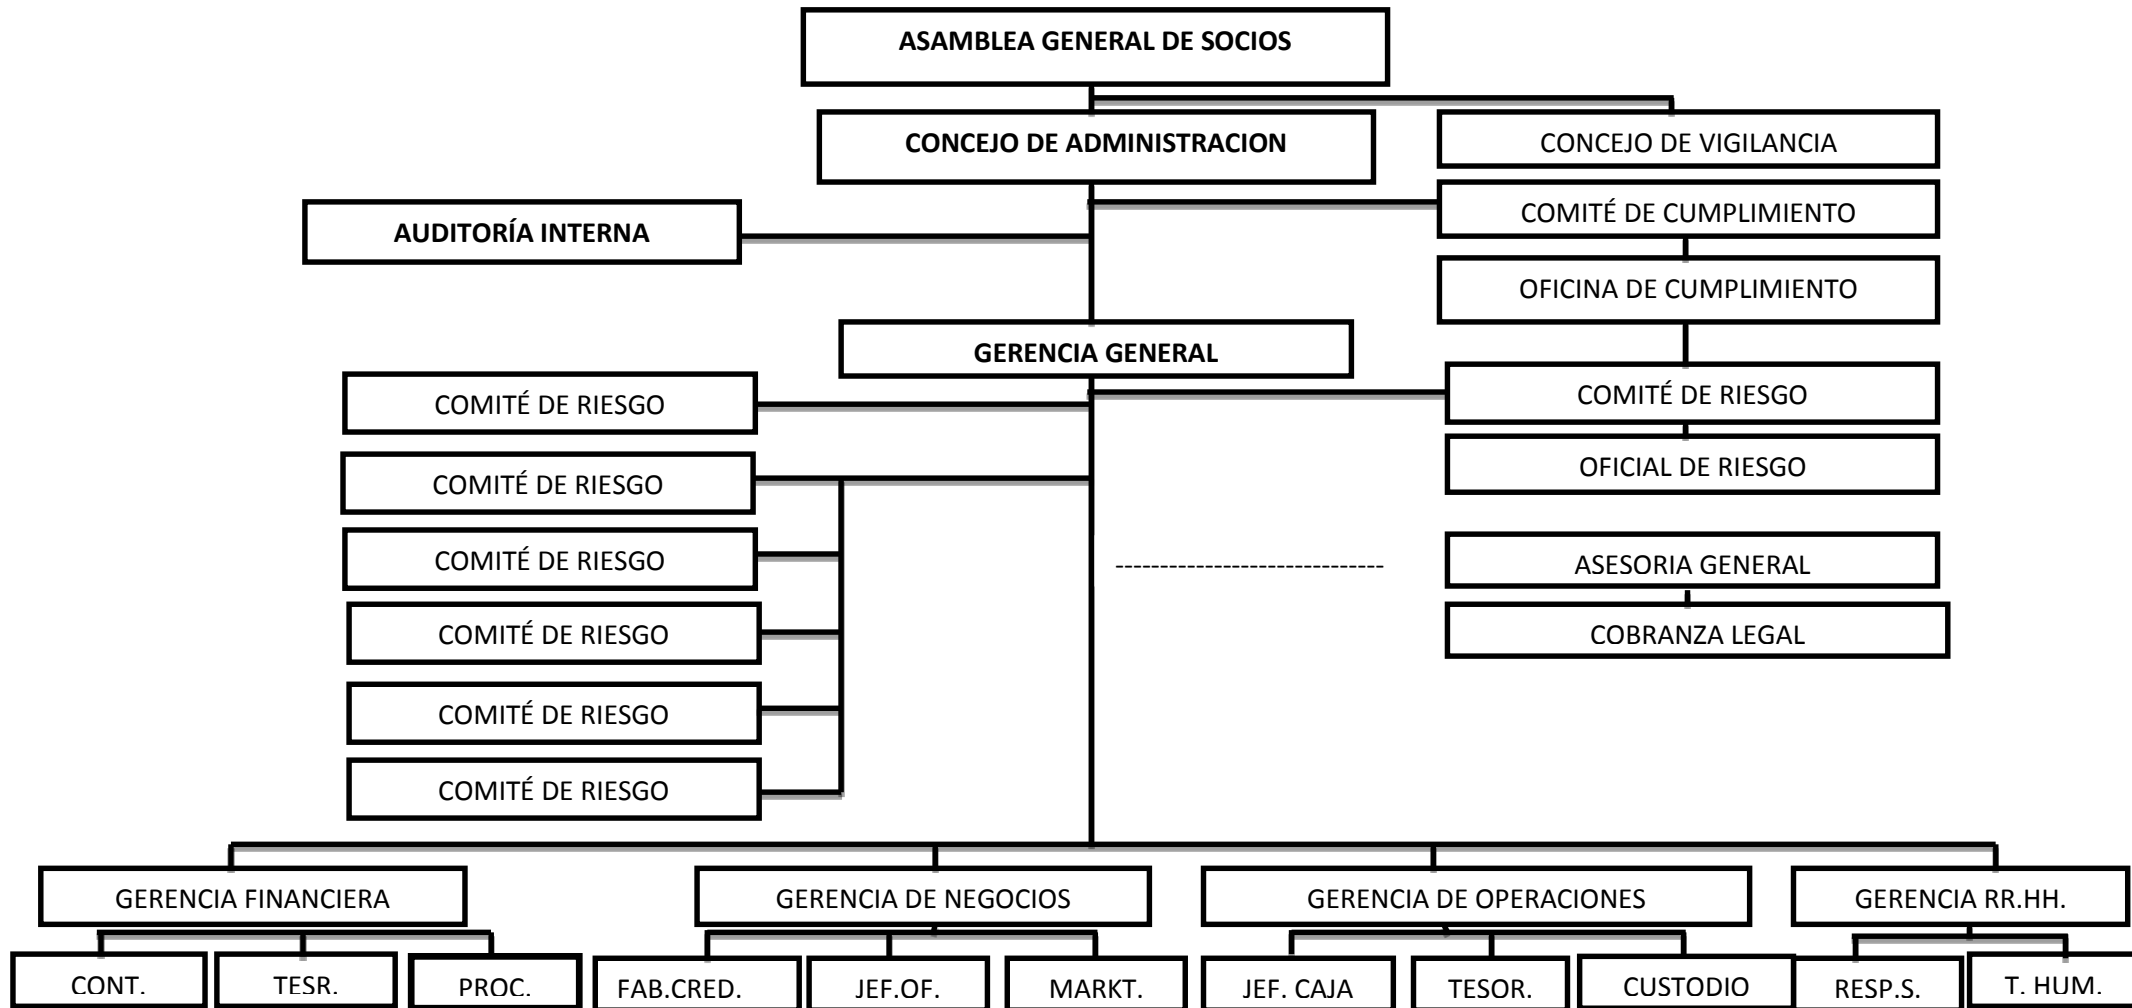 ASAMBLEA GENERAL DE SOCIOS
CONCEJO DE ADMINISTRACION
CONCEJO DE VIGILANCIA
COMITÉ DE CUMPLIMIENTO
AUDITORÍA INTERNA
OFICINA DE CUMPLIMIENTO
GERENCIA GENERAL
COMITÉ DE RIESGO
COMITÉ DE RIESGO
OFICIAL DE RIESGO
COMITÉ DE RIESGO
COMITÉ DE RIESGO
ASESORIA GENERAL
COMITÉ DE RIESGO
COBRANZA LEGAL
COMITÉ DE RIESGO
COMITÉ DE RIESGO
GERENCIA FINANCIERA
GERENCIA DE NEGOCIOS
GERENCIA DE OPERACIONES
GERENCIA RR.HH.
CONT.
TESR.
PROC.
FAB.CRED.
JEF.OF.
MARKT.
JEF. CAJA
TESOR.
CUSTODIO
RESP.S.
T. HUM.